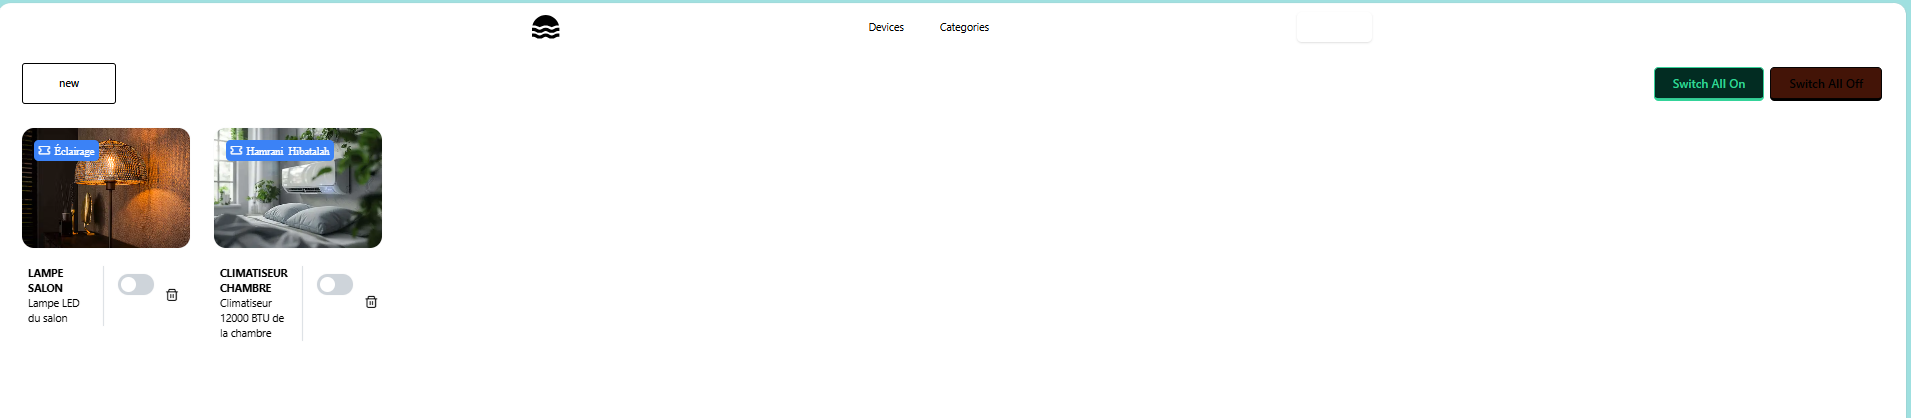 Devices
Categories
new
Switch All On
Switch All Off
Éclairage
Hamrani Hibatalah
LAMPE
SALON
Lampe LED
du salon
CLIMATISEUR
CHAMBRE
Climatiseur
12000 BTU de
la chambre